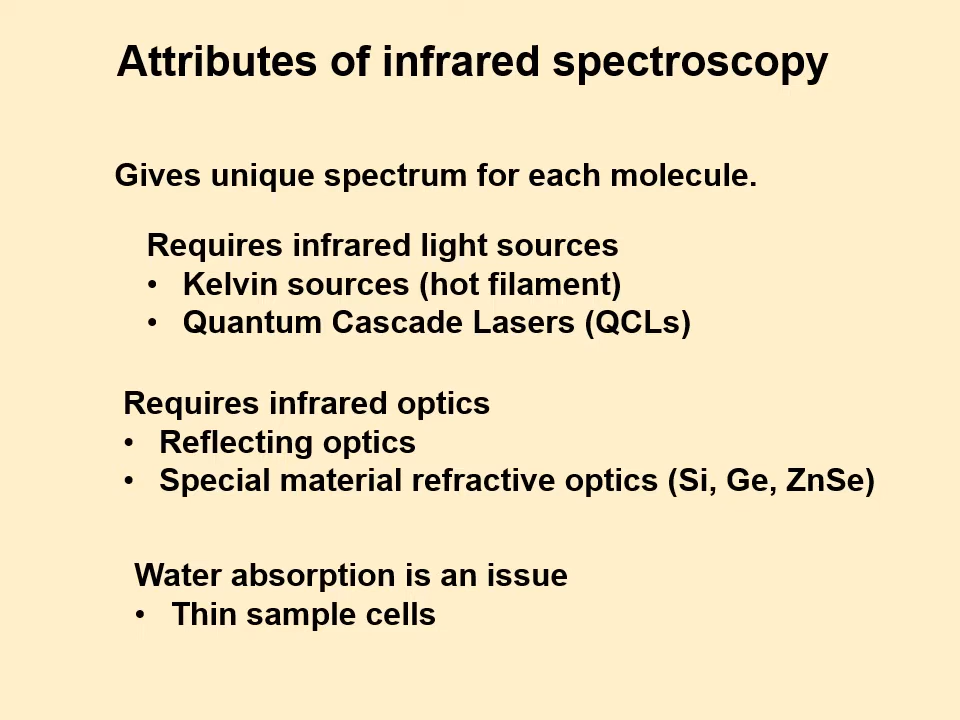 Attributes of infrared spectroscopy
Gives unique spectrum for each molecule.
Requires infrared light sources
• Kelvin sources (hot filament)
• Quantum Cascade Lasers (QCLs)
Requires infrared optics
• Reflecting optics
• Special material refractive optics (Si, Ge, ZnSe)
Water absorption is an issue
• Thin sample cells